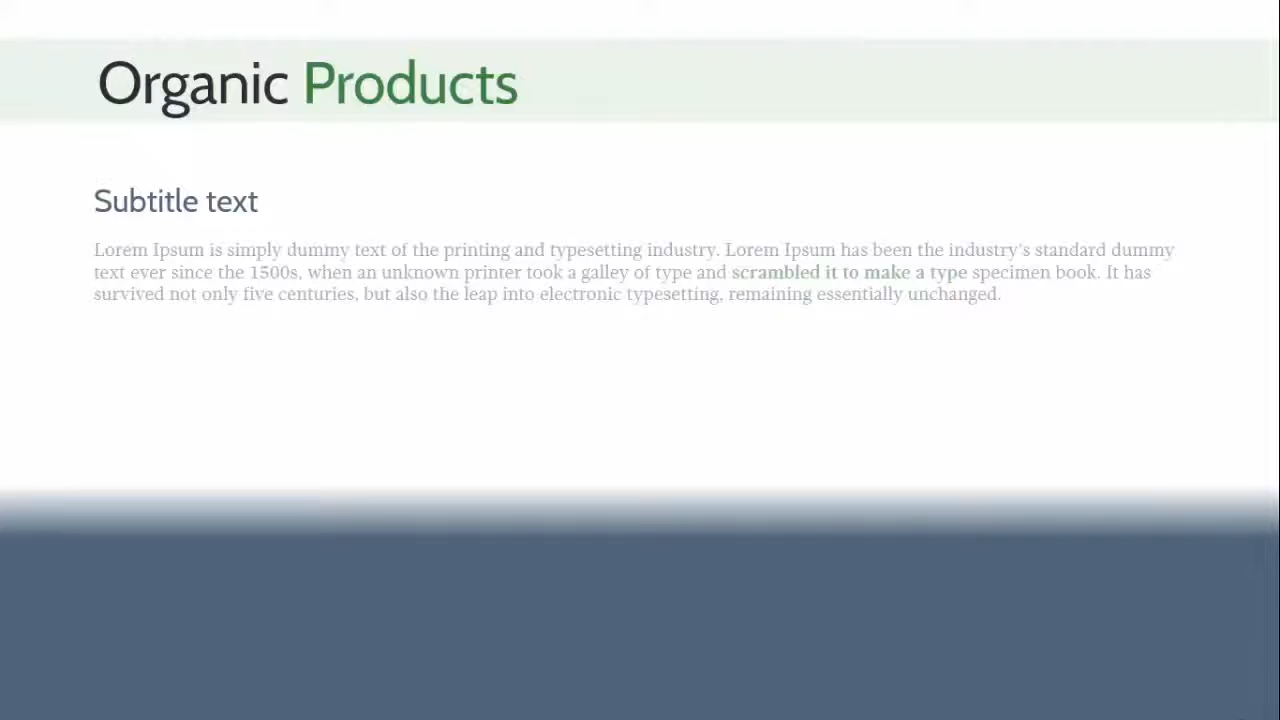 Organic Products
Subtitle text
Lorem Ipsum is simply dummy text of the printing and typesetting industry. Lorem Ipsum has been the industry's standard dummy
text ever since the 1500s, when an unknown printer took a galley of type and scrambled it to make a type specimen book. It has
survived not only five centuries, but also the leap into electronic typesetting, remaining essentially unchanged.